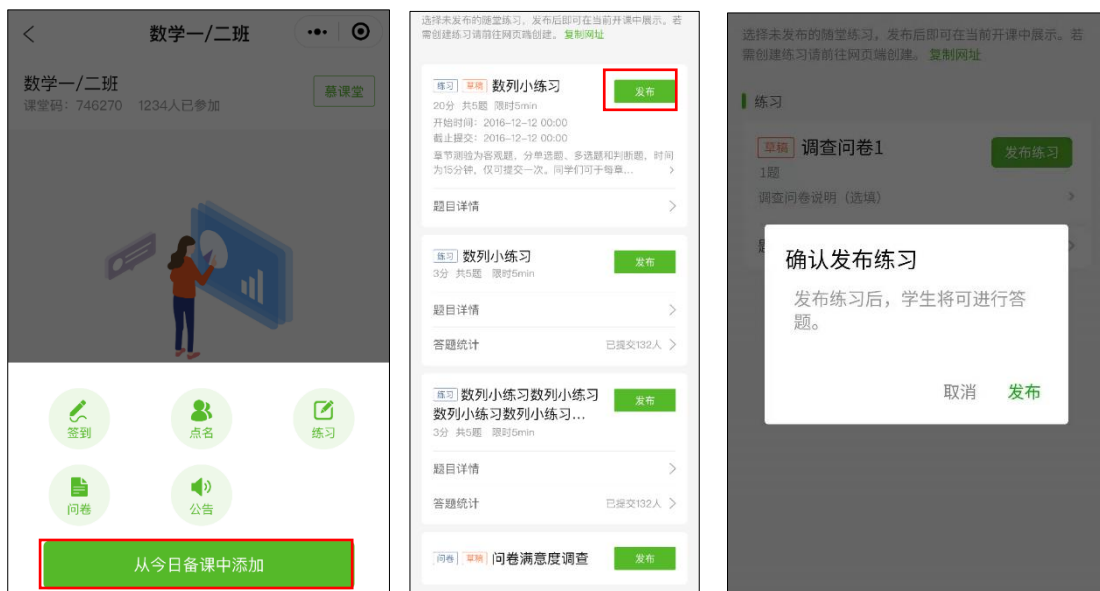 数学一/二班
数学一/二班
慕课堂
课堂码：746270 1234人已参加
签到
点名
练习
问卷
公告
从今日备课中添加
选择未发布的随堂练习，发布后即可在当前开课中展示。若
需创建练习请前往网页端创建。 复制网址
练习 草稿 数列小练习
发布
20分 共5题 限时5min
开始时间：2016-12-12 00:00
截止提交：2016-12-12 00:00
章节测验为客观题，分单选题、多选题和判断题，时间
为15分钟，仅可提交一次。同学们可于每章...
题目详情
练习 数列小练习
发布
3分 共5题 限时5min
题目详情
答题统计 已提交132人
练习 数列小练习数列小练习
数列小练习数列小练习...
发布
3分 共5题 限时5min
题目详情
答题统计 已提交132人
问卷 草稿 问卷满意度调查
发布
选择未发布的随堂练习，发布后即可在当前开课中展示。若
需创建练习请前往网页端创建。 复制网址
练习
草稿 调查问卷1
发布练习
1题
调查问卷说明（选填）
确认发布练习
发布练习后，学生将可进行答
题。
取消 发布